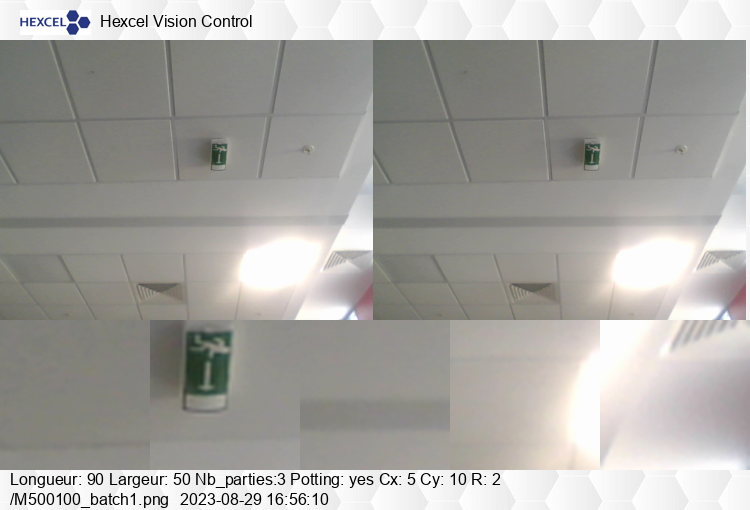 HEXCEL Hexcel Vision Control
Longueur: 90 Largeur: 50 Nb_parties:3 Potting: yes Cx: 5 Cy: 10 R: 2
/M500100_batch1.png 2023-08-29 16:56:10